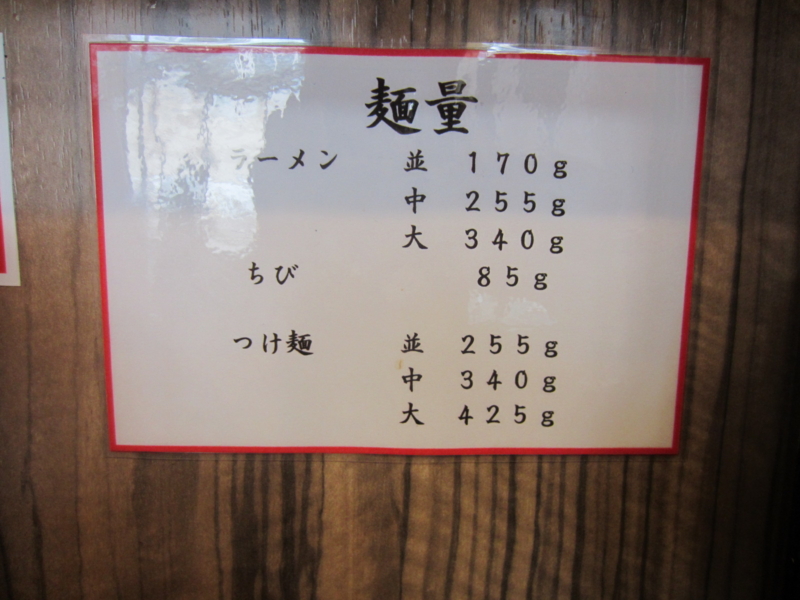 麺量
ラーメン 並 170g
中 255g
大 340g
ちび 85g
つけ麺 並 255g
中 340g
大 425g